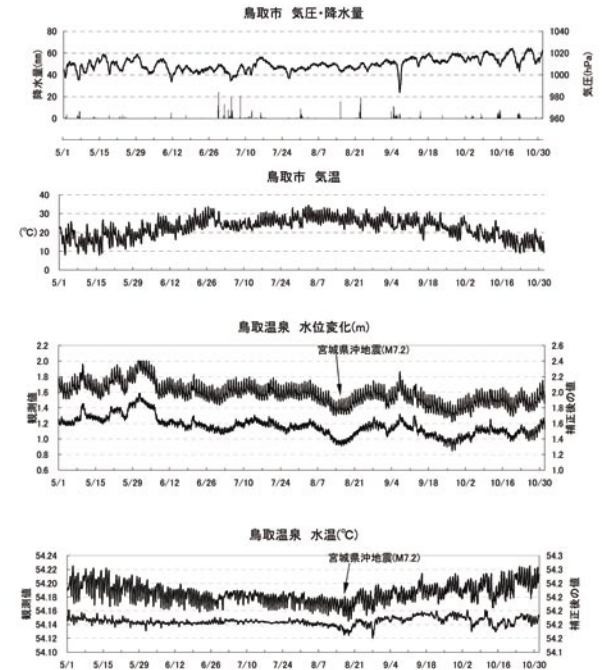 鳥取市 気圧・降水量
80 60 40 20 0
降水量(mm)
1040 1020 1000 980 960
気圧(hPa)
5/1 5/15 5/29 6/12 6/26 7/10 7/24 8/7 8/21 9/4 9/18 10/2 10/16 10/30
鳥取市 気温
40 30 20 10 0
(℃)
5/1 5/15 5/29 6/12 6/26 7/10 7/24 8/7 8/21 9/4 9/18 10/2 10/16 10/30
鳥取温泉 水位変化(m)
宮城県沖地震(M7.2)
2.2 2.0 1.8 1.6 1.4 1.2 1.0 0.8 0.6
観測値
2.6 2.4 2.2 2.0 1.8 1.6 1.4 1.2 1.0
補正後の値
5/1 5/15 5/29 6/12 6/26 7/10 7/24 8/7 8/21 9/4 9/18 10/2 10/16 10/30
鳥取温泉 水温(℃)
宮城県沖地震(M7.2)
54.24 54.22 54.20 54.18 54.16 54.14 54.12 54.10
観測値
54.3 54.3 54.2 54.2 54.2 54.2 54.2 54.1
補正後の値
5/1 5/15 5/29 6/12 6/26 7/10 7/24 8/7 8/21 9/4 9/18 10/2 10/16 10/30